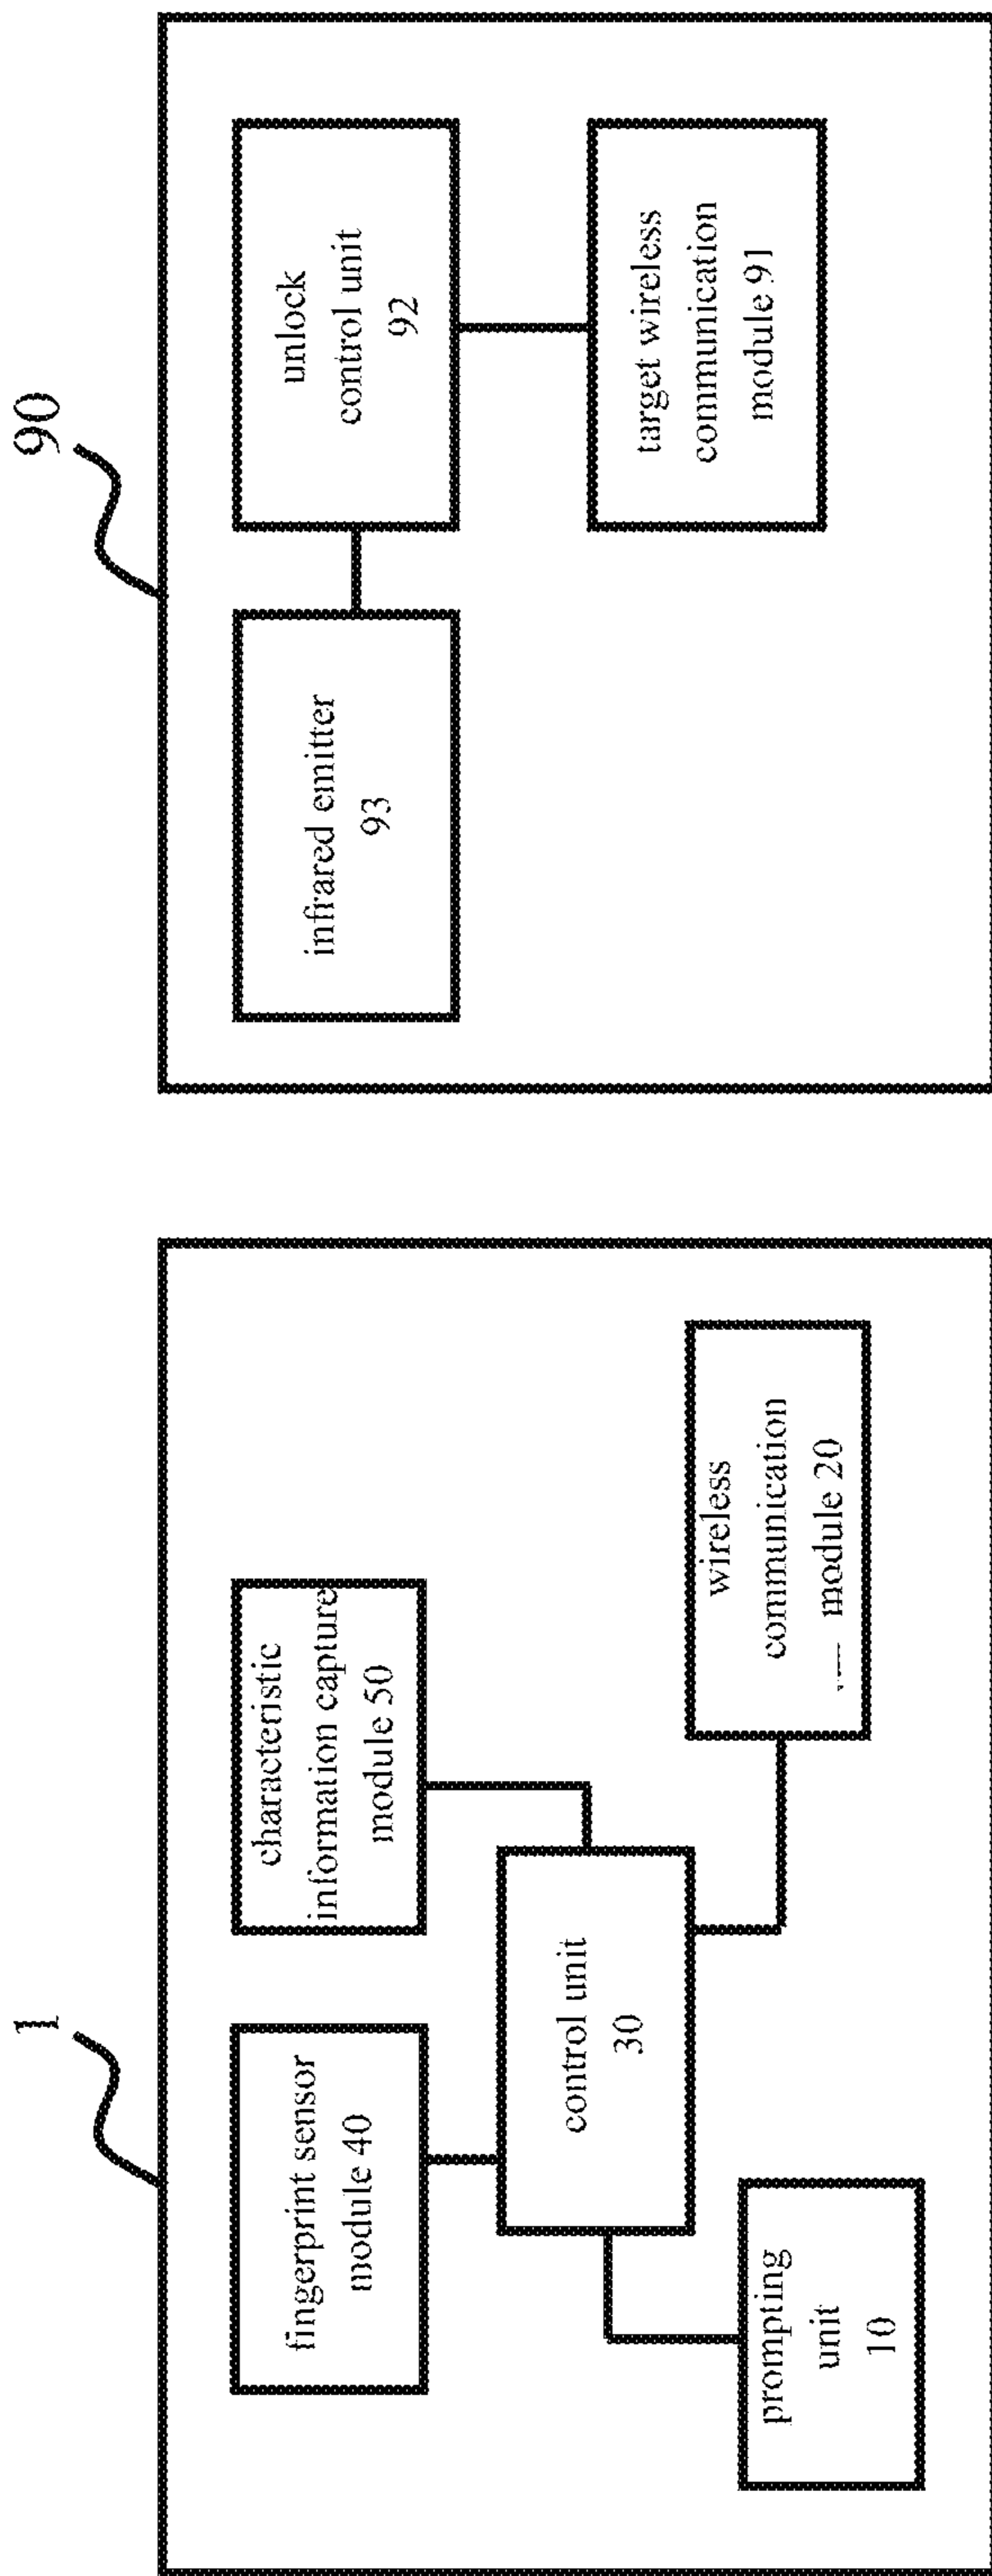 1
fingerprint sensor
module 40
characteristic
information capture
module 50
control unit
30
prompting
unit
10
wireless
communication
module 20
90
infrared emitter
93
unlock
control unit
92
target wireless
communication
module 91